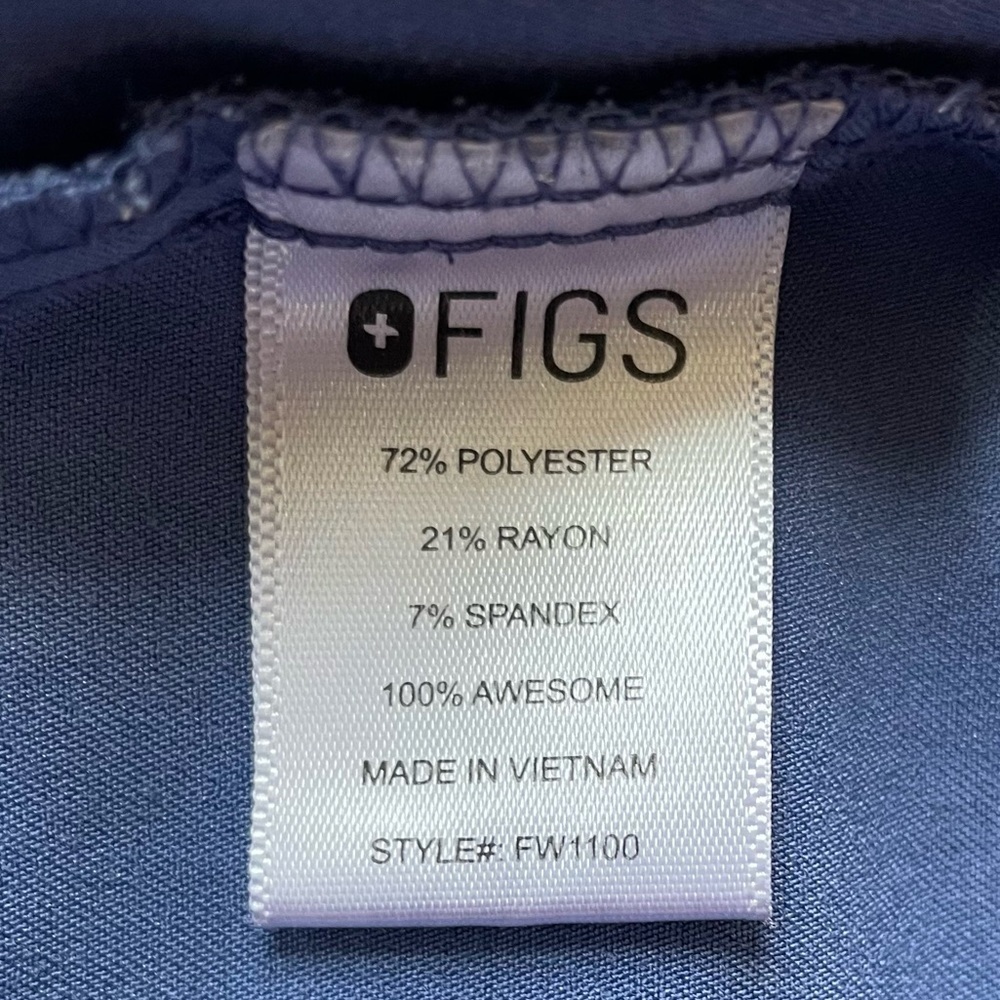 FIGS
72% POLYESTER
21% RAYON
7% SPANDEX
100% AWESOME
MADE IN VIETNAM
STYLE#: FW1100